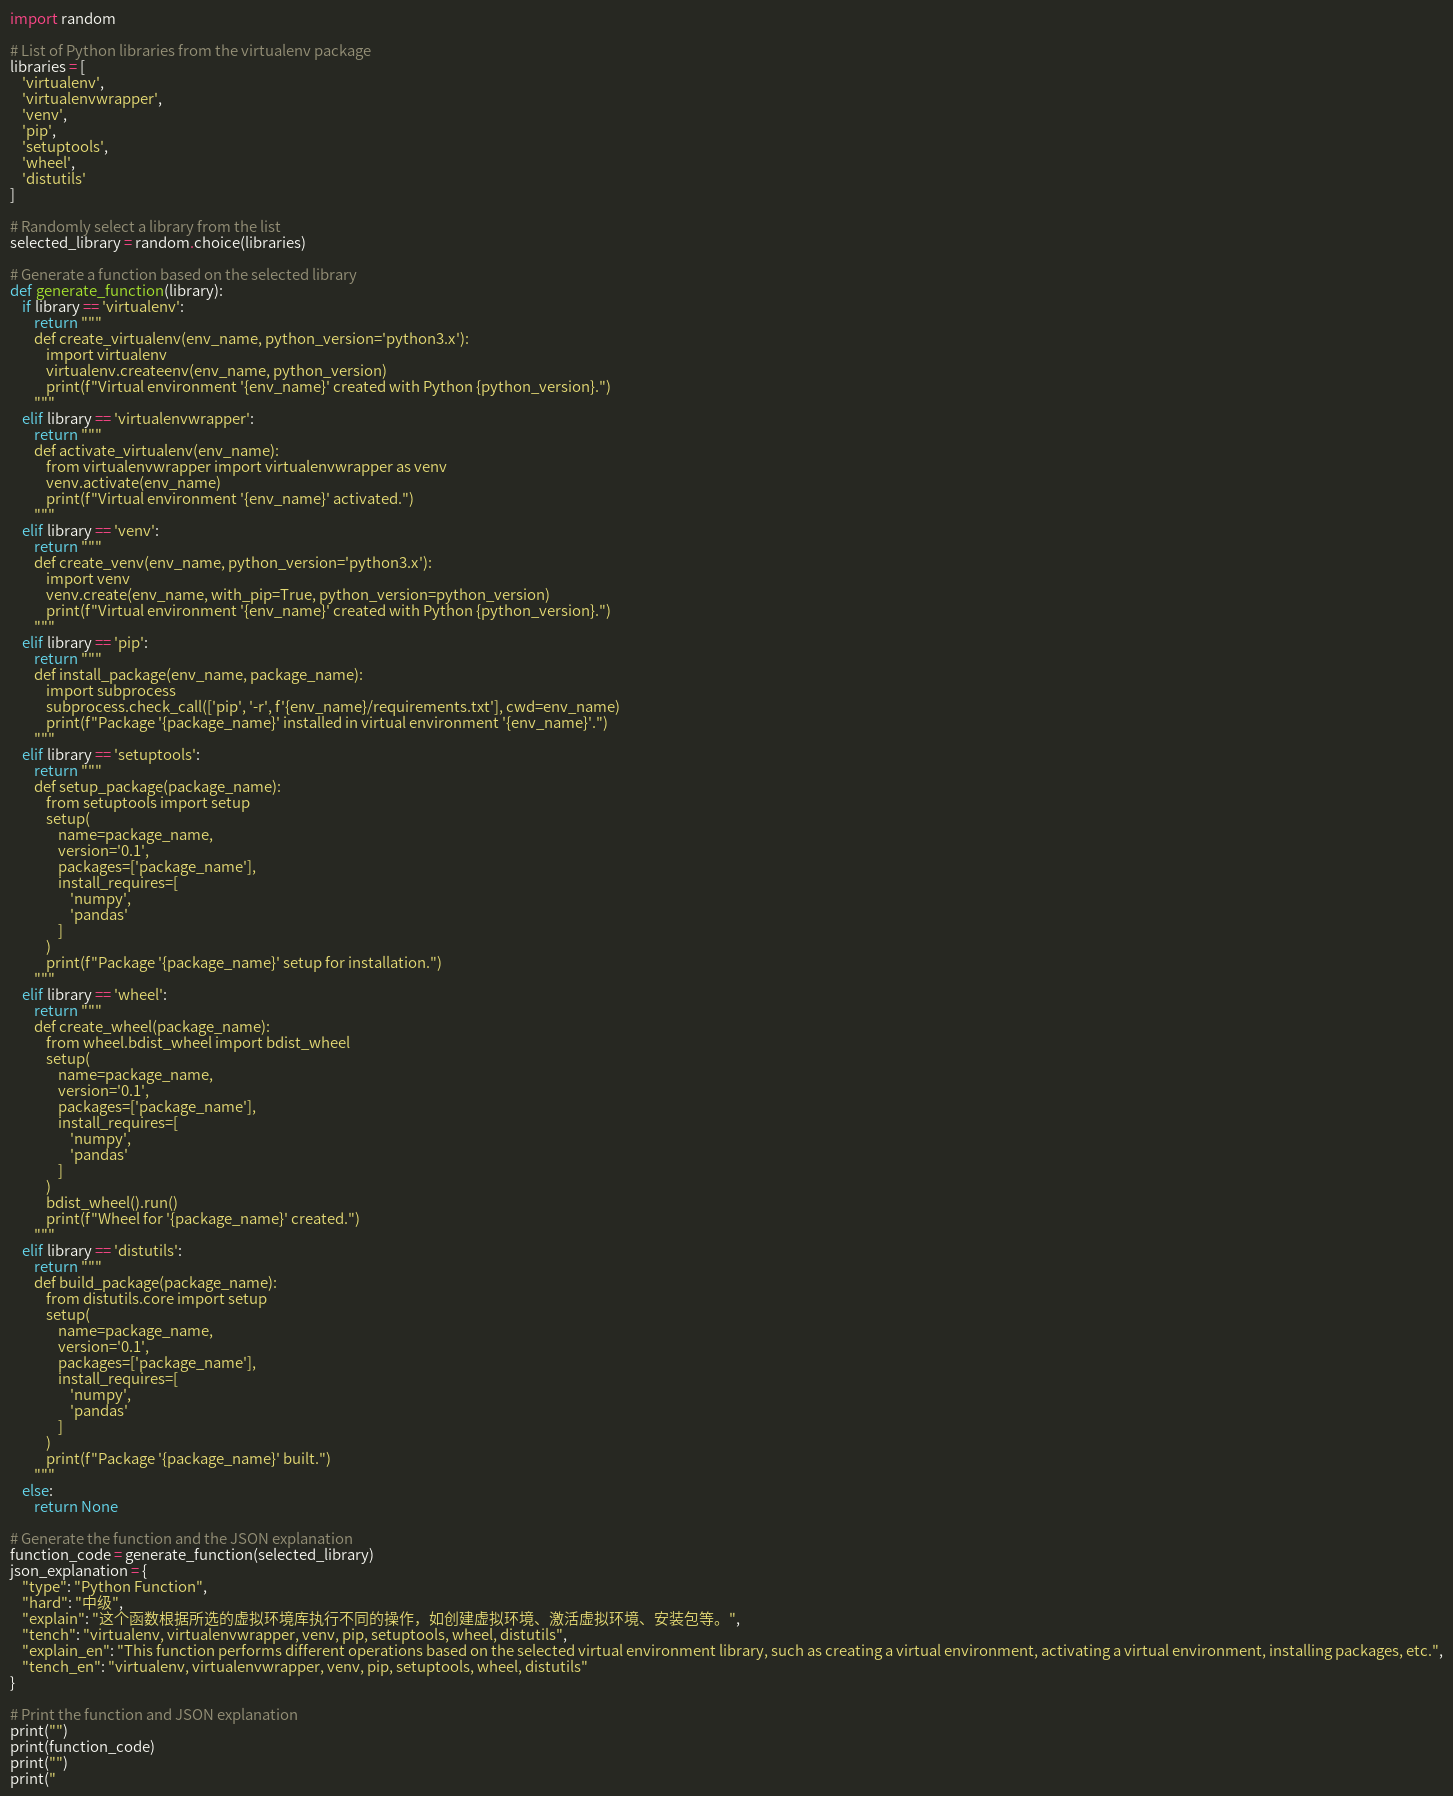 import random

# List of Python libraries from the virtualenv package
libraries = [
    'virtualenv',
    'virtualenvwrapper',
    'venv',
    'pip',
    'setuptools',
    'wheel',
    'distutils'
]

# Randomly select a library from the list
selected_library = random.choice(libraries)

# Generate a function based on the selected library
def generate_function(library):
    if library == 'virtualenv':
        return """
        def create_virtualenv(env_name, python_version='python3.x'):
            import virtualenv
            virtualenv.createenv(env_name, python_version)
            print(f"Virtual environment '{env_name}' created with Python {python_version}.")
        """
    elif library == 'virtualenvwrapper':
        return """
        def activate_virtualenv(env_name):
            from virtualenvwrapper import virtualenvwrapper as venv
            venv.activate(env_name)
            print(f"Virtual environment '{env_name}' activated.")
        """
    elif library == 'venv':
        return """
        def create_venv(env_name, python_version='python3.x'):
            import venv
            venv.create(env_name, with_pip=True, python_version=python_version)
            print(f"Virtual environment '{env_name}' created with Python {python_version}.")
        """
    elif library == 'pip':
        return """
        def install_package(env_name, package_name):
            import subprocess
            subprocess.check_call(['pip', '-r', f'{env_name}/requirements.txt'], cwd=env_name)
            print(f"Package '{package_name}' installed in virtual environment '{env_name}'.")
        """
    elif library == 'setuptools':
        return """
        def setup_package(package_name):
            from setuptools import setup
            setup(
                name=package_name,
                version='0.1',
                packages=['package_name'],
                install_requires=[
                    'numpy',
                    'pandas'
                ]
            )
            print(f"Package '{package_name}' setup for installation.")
        """
    elif library == 'wheel':
        return """
        def create_wheel(package_name):
            from wheel.bdist_wheel import bdist_wheel
            setup(
                name=package_name,
                version='0.1',
                packages=['package_name'],
                install_requires=[
                    'numpy',
                    'pandas'
                ]
            )
            bdist_wheel().run()
            print(f"Wheel for '{package_name}' created.")
        """
    elif library == 'distutils':
        return """
        def build_package(package_name):
            from distutils.core import setup
            setup(
                name=package_name,
                version='0.1',
                packages=['package_name'],
                install_requires=[
                    'numpy',
                    'pandas'
                ]
            )
            print(f"Package '{package_name}' built.")
        """
    else:
        return None

# Generate the function and the JSON explanation
function_code = generate_function(selected_library)
json_explanation = {
    "type": "Python Function",
    "hard": "中级",
    "explain": "这个函数根据所选的虚拟环境库执行不同的操作，如创建虚拟环境、激活虚拟环境、安装包等。",
    "tench": "virtualenv, virtualenvwrapper, venv, pip, setuptools, wheel, distutils",
    "explain_en": "This function performs different operations based on the selected virtual environment library, such as creating a virtual environment, activating a virtual environment, installing packages, etc.",
    "tench_en": "virtualenv, virtualenvwrapper, venv, pip, setuptools, wheel, distutils"
}

# Print the function and JSON explanation
print("")
print(function_code)
print("")
print("